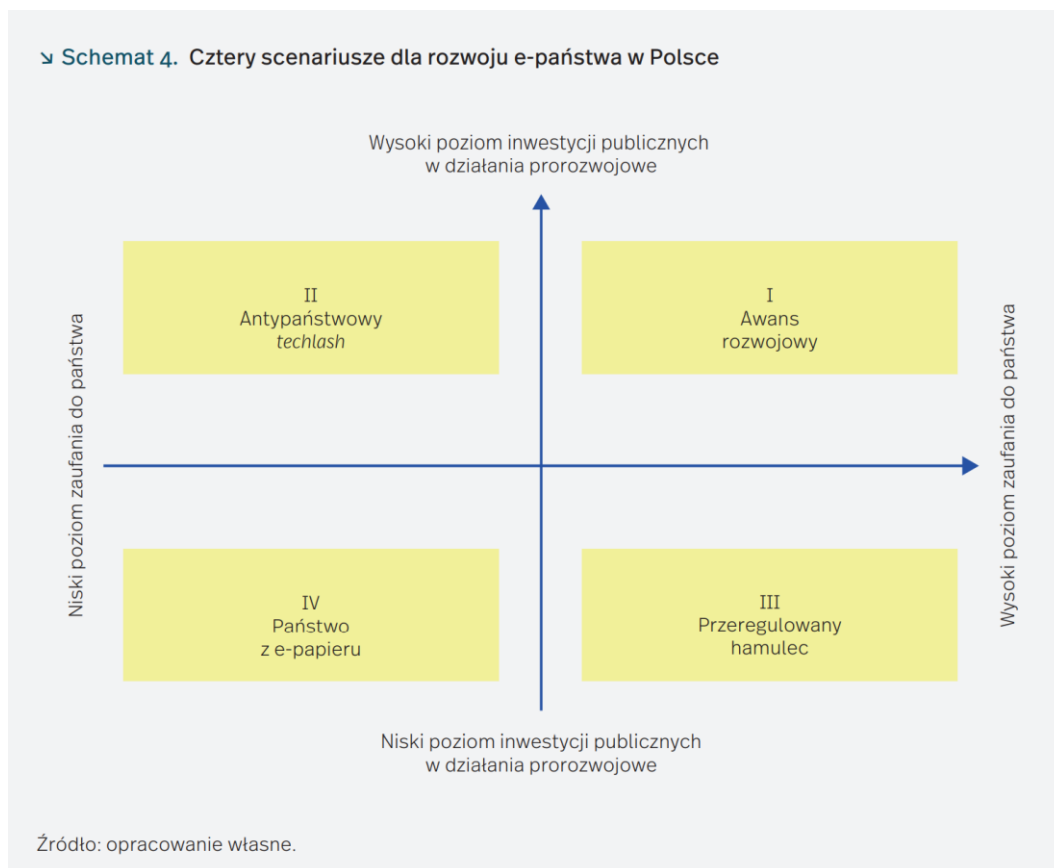 ↘ Schemat 4. Cztery scenariusze dla rozwoju e-państwa w Polsce
Wysoki poziom inwestycji publicznych
w działania prorozwojowe
Niski poziom zaufania do państwa
II
Antypaństwowy
techlash
I
Awans
rozwojowy
Wysoki poziom zaufania do państwa
IV
Państwo
z e-papieru
III
Przeregulowany
hamulec
Niski poziom inwestycji publicznych
w działania prorozwojowe
Źródło: opracowanie własne.